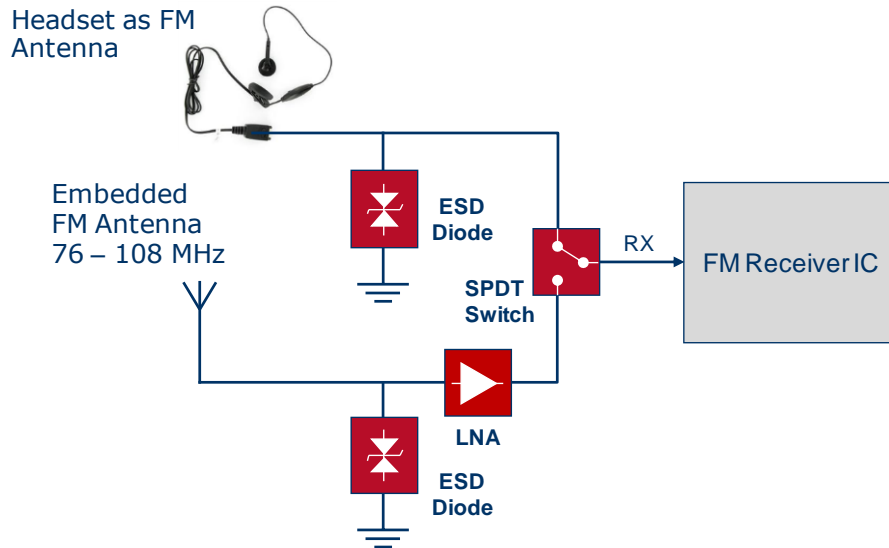 Headset as FM
Antenna
ESD
Diode
Embedded
FM Antenna
76 – 108 MHz
RX
FM Receiver IC
SPDT
Switch
LNA
ESD
Diode